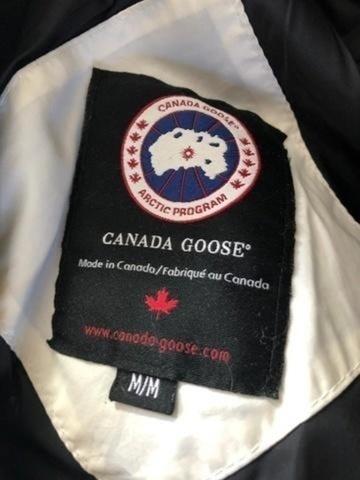 CANADA GOOSE®
ARCTIC PROGRAM
CANADA GOOSE®
Made in Canada/Fabriqué au Canada
www.canada-goose.com
M/M